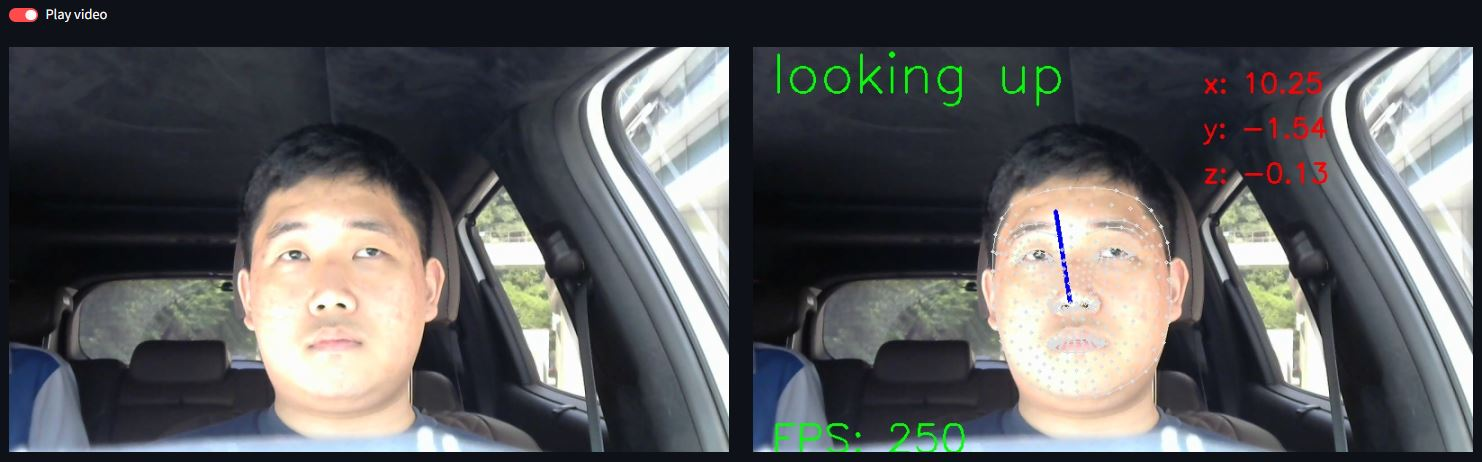 Play video
looking up
x: 10.25
y: -1.54
z: -0.13
FPS: 250